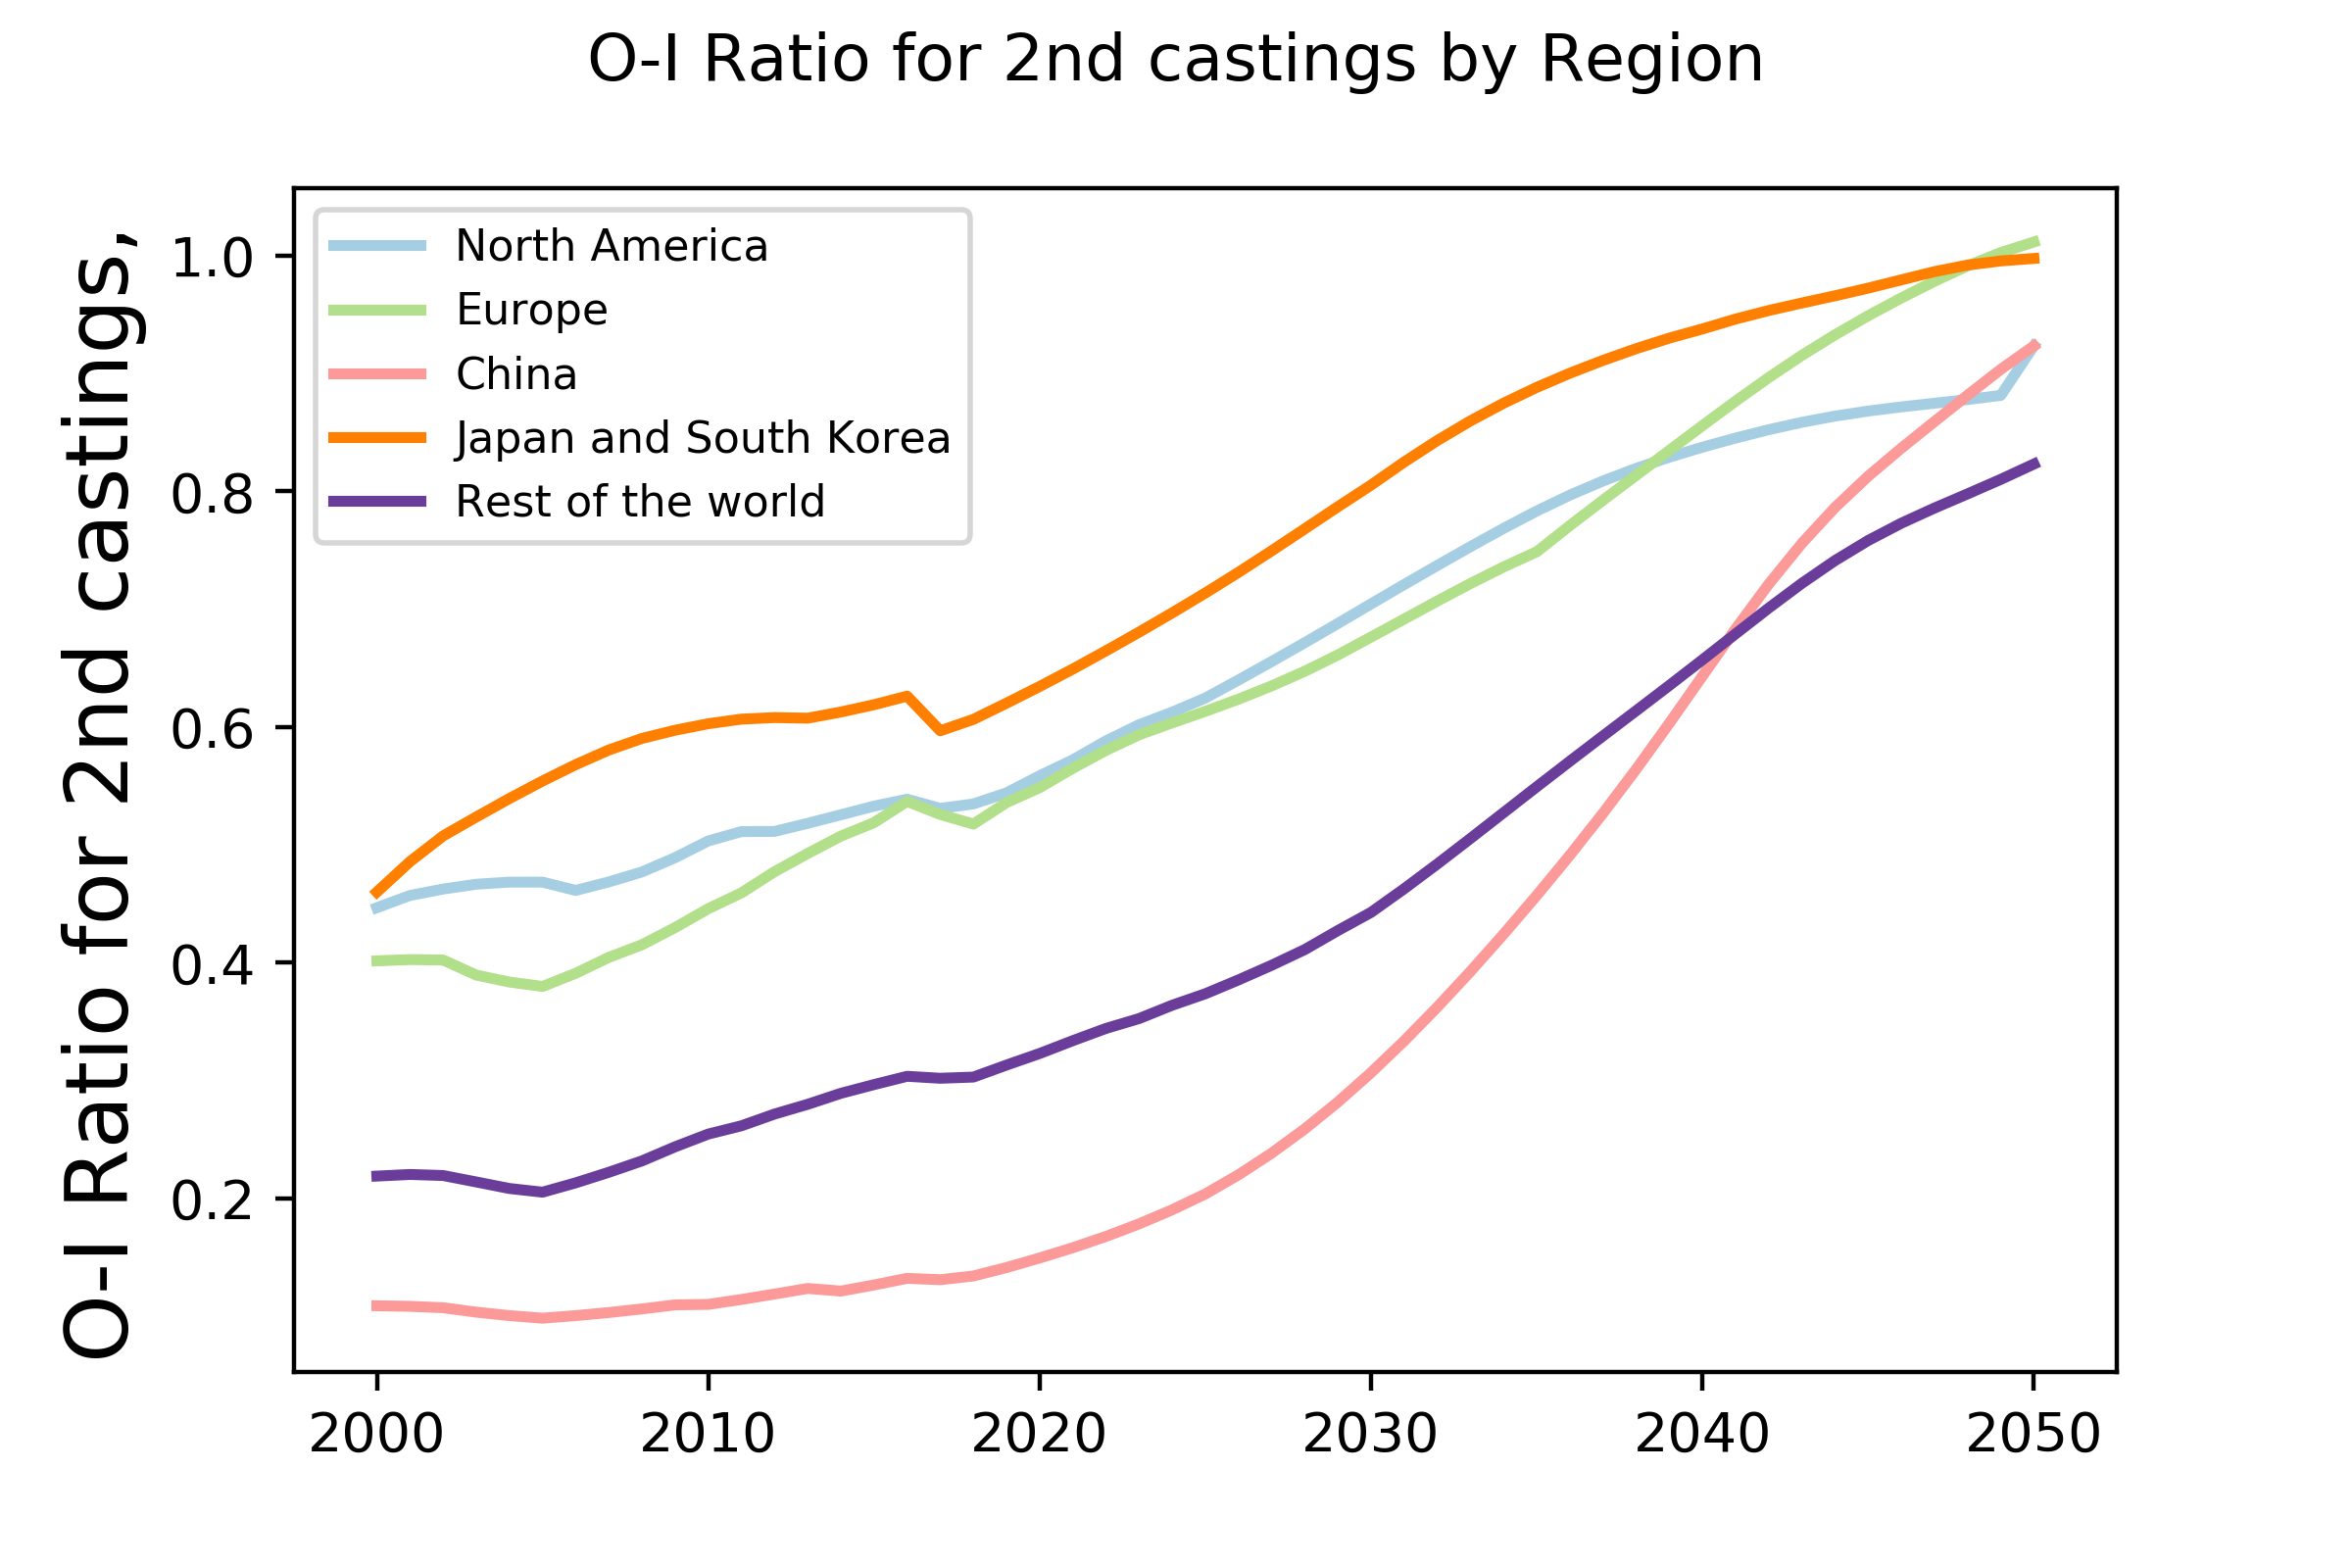 O-I Ratio for 2nd castings by Region
O-I Ratio for 2nd castings,
1.0
0.8
0.6
0.4
0.2
North America
Europe
China
Japan and South Korea
Rest of the world
2000 2010 2020 2030 2040 2050